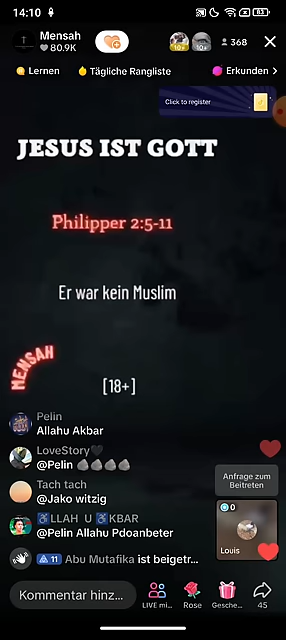 14:10
83
Mensah
80.9K
10+
10+
368
Lernen
Tägliche Rangliste
Erkunden
Click to register
JESUS IST GOTT
Philipper 2:5-11
Er war kein Muslim
MENSAH
[18+]
Pelin
Allahu Akbar
LoveStory🖤
@Pelin 🪨🪨🪨🪨
Tach tach
@Jako witzig
♿LLAH U ♿KBAR
@Pelin Allahu Pdoanbeter
11 Abu Mutafika ist beigetr...
Anfrage zum
Beitreten
0
Louis
Kommentar hinz...
LIVE mi...
Rose
Gesche...
45